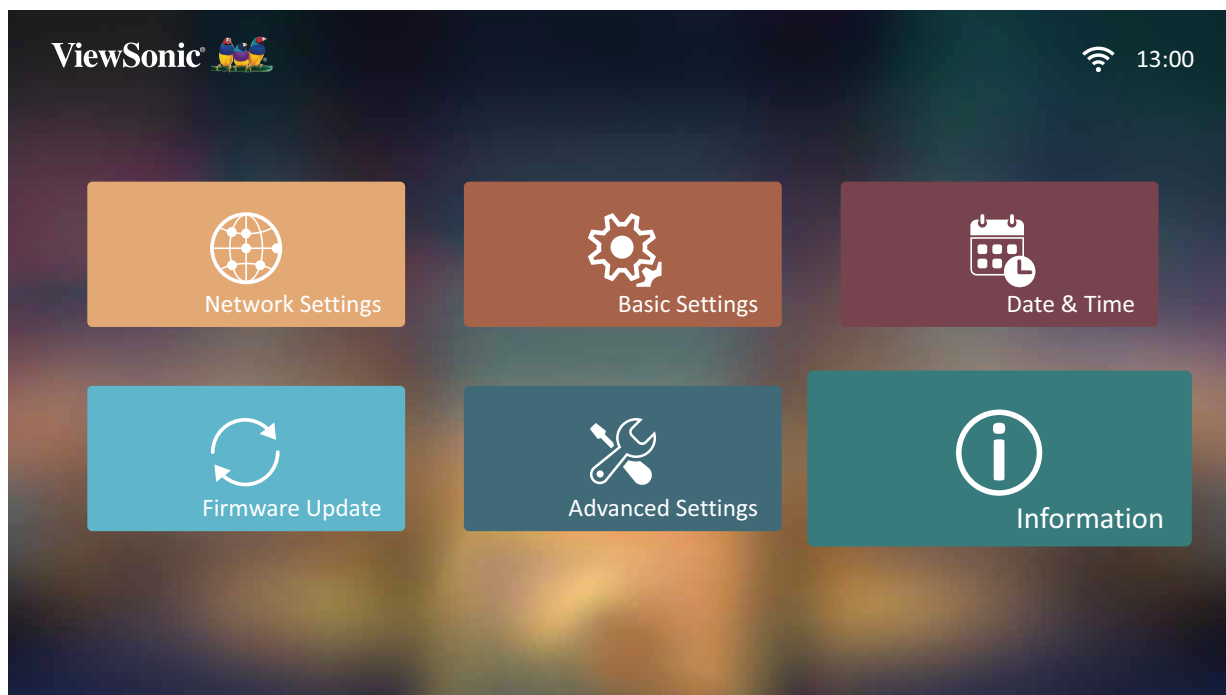 ViewSonic®
13:00
Network Settings
Basic Settings
Date & Time
Firmware Update
Advanced Settings
Information